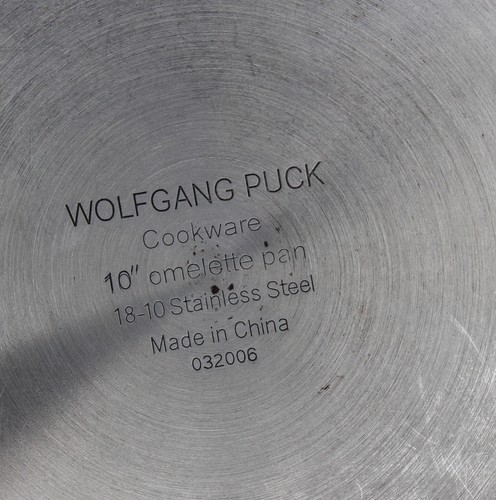 WOLFGANG PUCK
Cookware
10" omelette pan
18-10 Stainless Steel
Made in China
032006